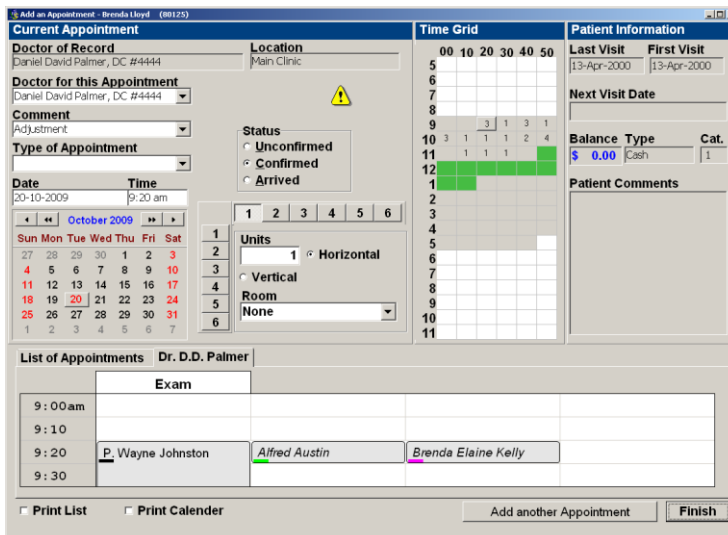 Add an Appointment - Brenda Lloyd (80125)
Current Appointment
Doctor of Record
Location
Daniel David Palmer, DC #4444
Main Clinic
Doctor for this Appointment
Daniel David Palmer, DC #4444
Comment
Adjustment
Type of Appointment
Status
Unconfirmed
Confirmed
Arrived
Date
Time
20-10-2009
9:20 am
October 2009
Sun Mon Tue Wed Thu Fri Sat
27 28 29 30 1 2 3
4 5 6 7 8 9 10
11 12 13 14 15 16 17
18 19 20 21 22 23 24
25 26 27 28 29 30 31
1 2 3 4 5 6 7
1 2 3 4 5 6
1
2
3
4
5
6
Units
1
Horizontal
Vertical
Room
None
Time Grid
00 10 20 30 40 50
5
6
7
8
9 3 1 3 1
10 3 1 1 1 2 4
11 1 1 1
12
1
2
3
4
5
6
7
8
9
10
11
Patient Information
Last Visit First Visit
13-Apr-2000 13-Apr-2000
Next Visit Date
Balance Type Cat.
$ 0.00 Cash 1
Patient Comments
List of Appointments Dr. D.D. Palmer
Exam
9:00am
9:10
9:20 P. Wayne Johnston Alfred Austin Brenda Elaine Kelly
9:30
Print List Print Calender Add another Appointment Finish